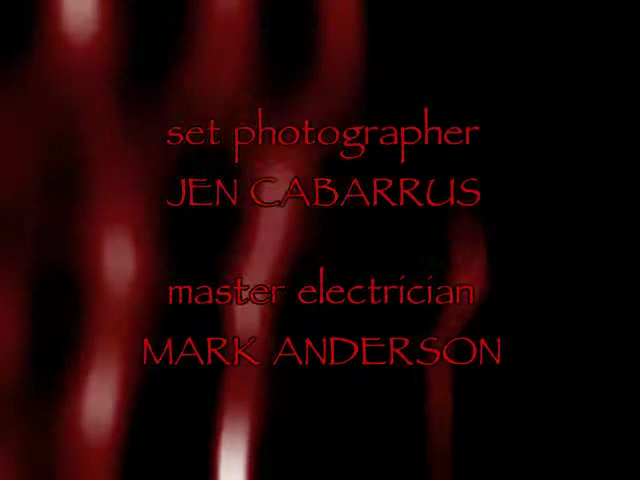 set photographer
JEN CABARRUS
master electrician
MARK ANDERSON